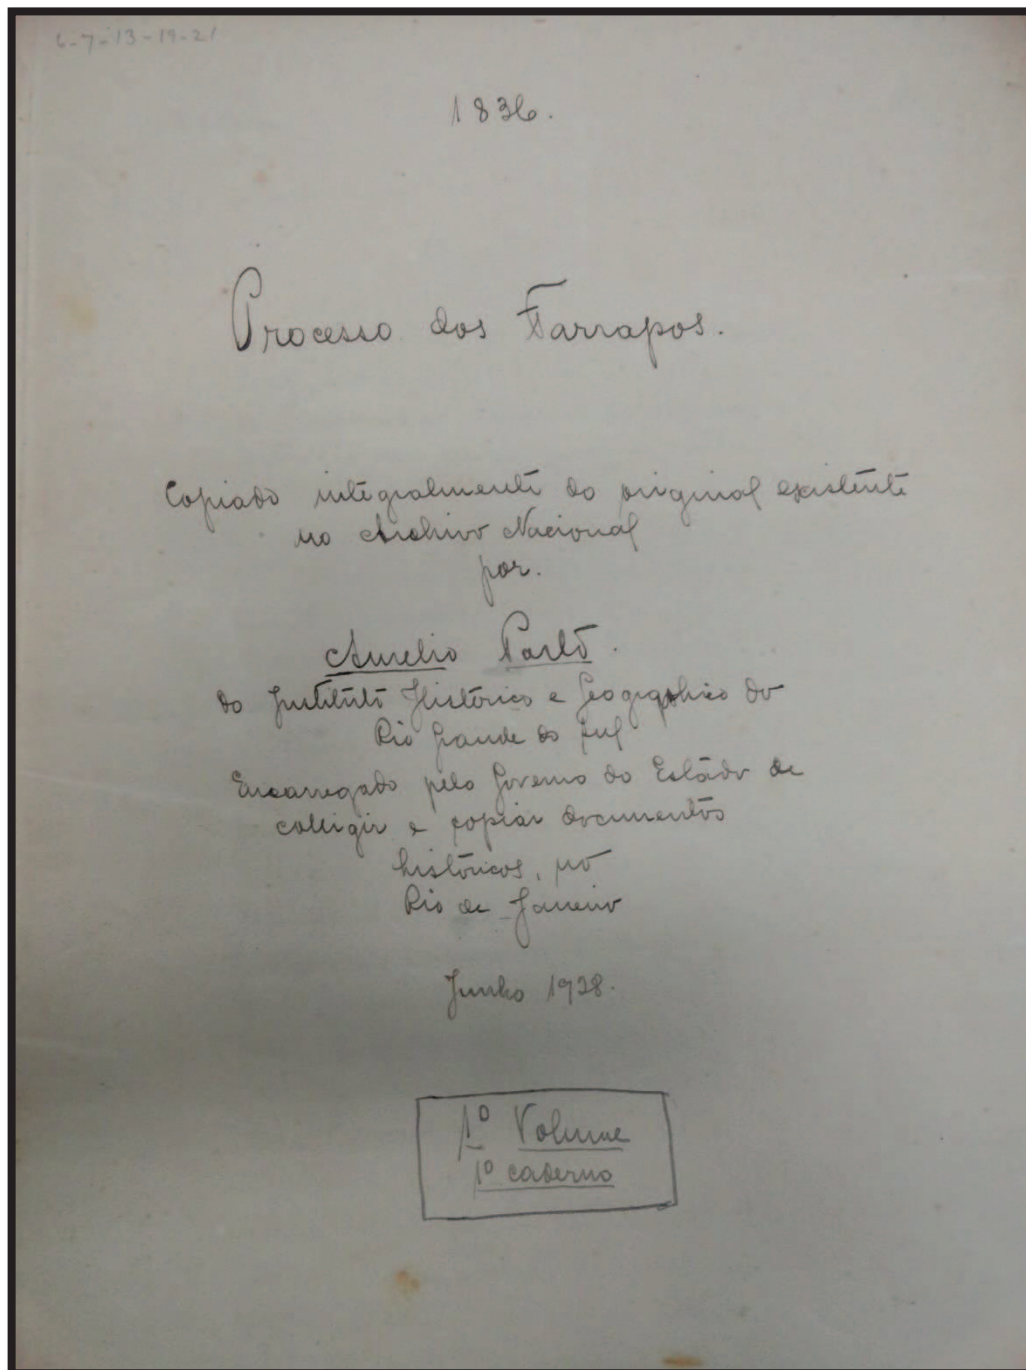 6-7-13-19-21
1836.
Processo dos Farrapos.
Copiado integralmente do original existente
no Archivo Nacional
por.
Aurelio Porto.
do Instituto Histórico e Geographico do
Rio Grande do Sul
Encarregado pelo Governo do Estado de
colligir e copiar documentos
históricos, no
Rio de Janeiro
Junho 1928.
1º Volume
1º caderno